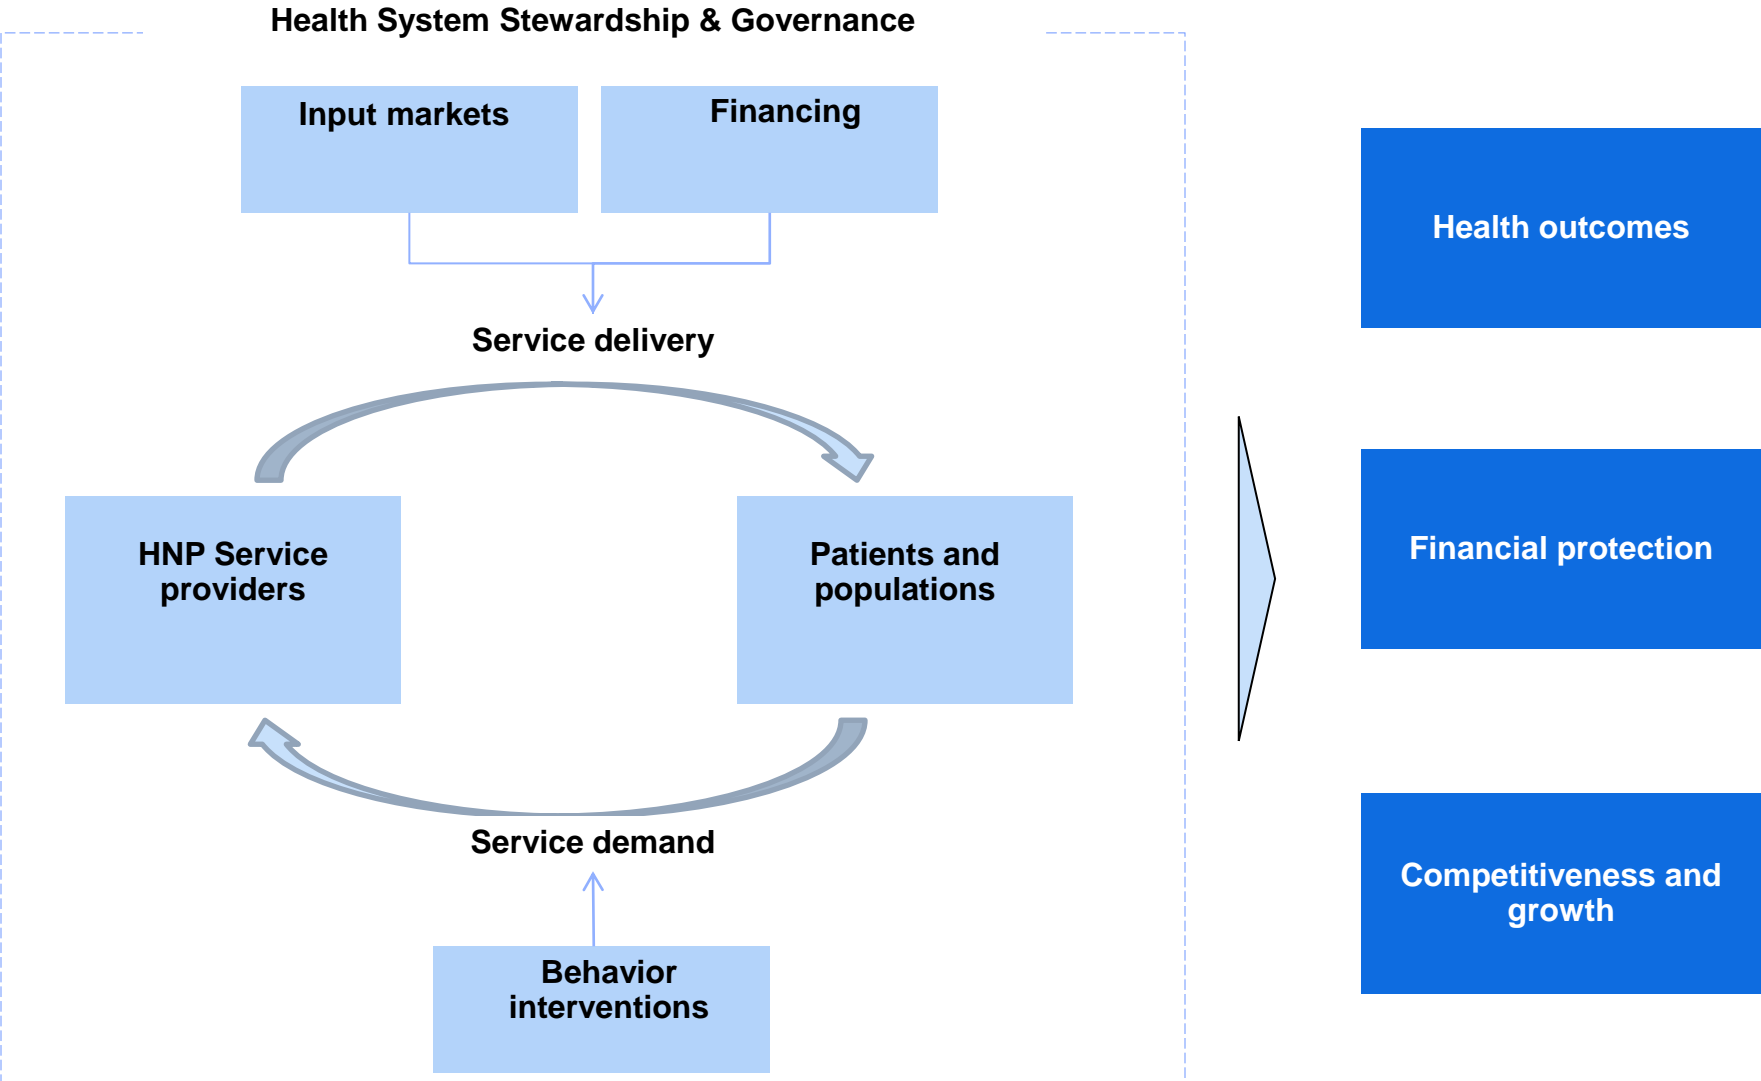 Health System Stewardship & Governance
Input markets
Financing
Service delivery
HNP Service
providers
Patients and
populations
Service demand
Behavior
interventions
Health outcomes
Financial protection
Competitiveness and
growth